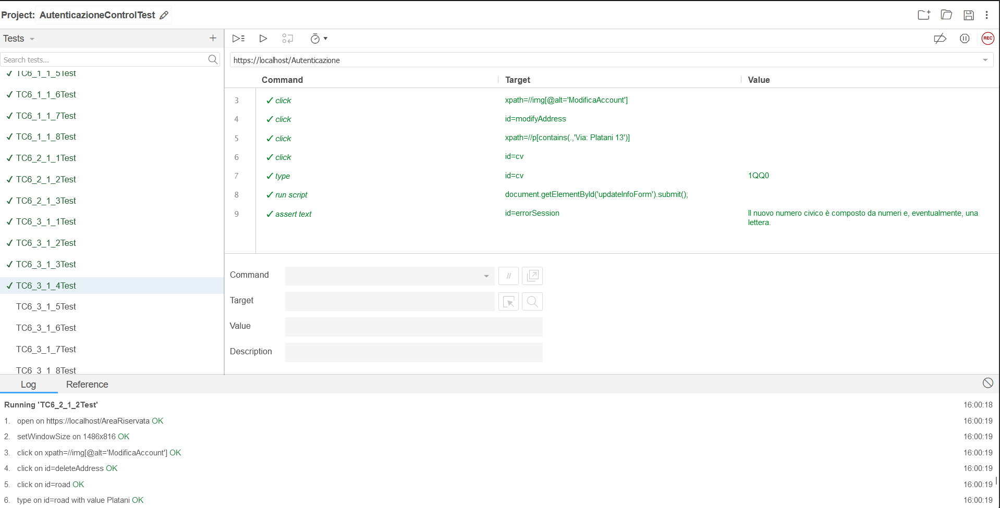 Project: AutenticazioneControlTest
Tests
Search tests...
TC6_1_1_5Test
TC6_1_1_6Test
TC6_1_1_7Test
TC6_1_1_8Test
TC6_2_1_1Test
TC6_2_1_2Test
TC6_2_1_3Test
TC6_3_1_1Test
TC6_3_1_2Test
TC6_3_1_3Test
TC6_3_1_4Test
TC6_3_1_5Test
TC6_3_1_6Test
TC6_3_1_7Test
TC6_3_1_8Test
REC
https://localhost/Autenticazione
Command Target Value
3 ✓ click xpath=//img[@alt='ModificaAccount']
4 ✓ click id=modifyAddress
5 ✓ click xpath=//p[contains(.,'Via: Platani 13')]
6 ✓ click id=cv
7 ✓ type id=cv 1QQ0
8 ✓ run script document.getElementById('updateInfoForm').submit();
9 ✓ assert text id=errorSession Il nuovo numero civico è composto da numeri e, eventualmente, una
lettera.
Command //
Target
Value
Description
Log Reference
Running 'TC6_2_1_2Test' 16:00:18
1. open on https://localhost/AreaRiservata OK 16:00:19
2. setWindowSize on 1486x816 OK 16:00:19
3. click on xpath=//img[@alt='ModificaAccount'] OK 16:00:19
4. click on id=deleteAddress OK 16:00:19
5. click on id=road OK 16:00:19
6. type on id=road with value Platani OK 16:00:19